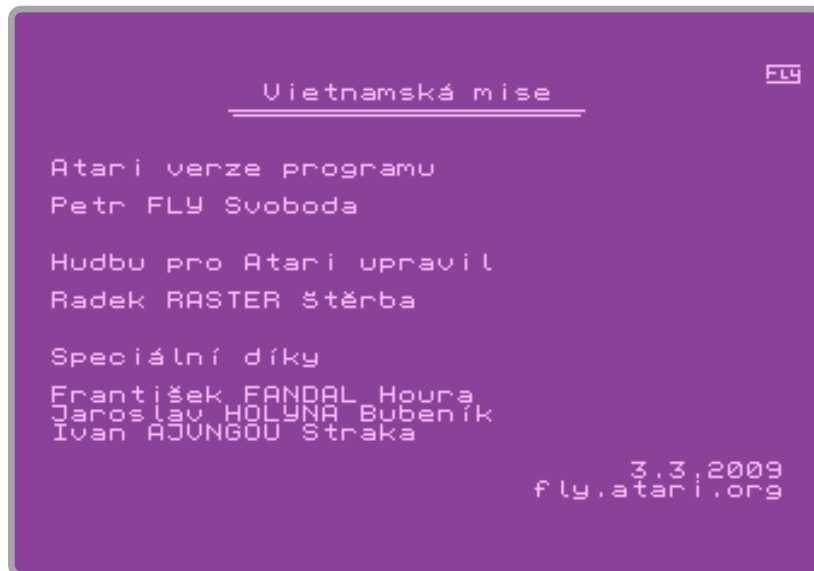 FLY
Vietnamská mise
Atari verze programu
Petr FLY Svoboda
Hudbu pro Atari upravil
Radek RASTER Štěrba
Speciální díky
František FANDAL Houra
Jaroslav HOLYNA Bubeník
Ivan AJVNGOU Straka
3.3.2009
fly.atari.org